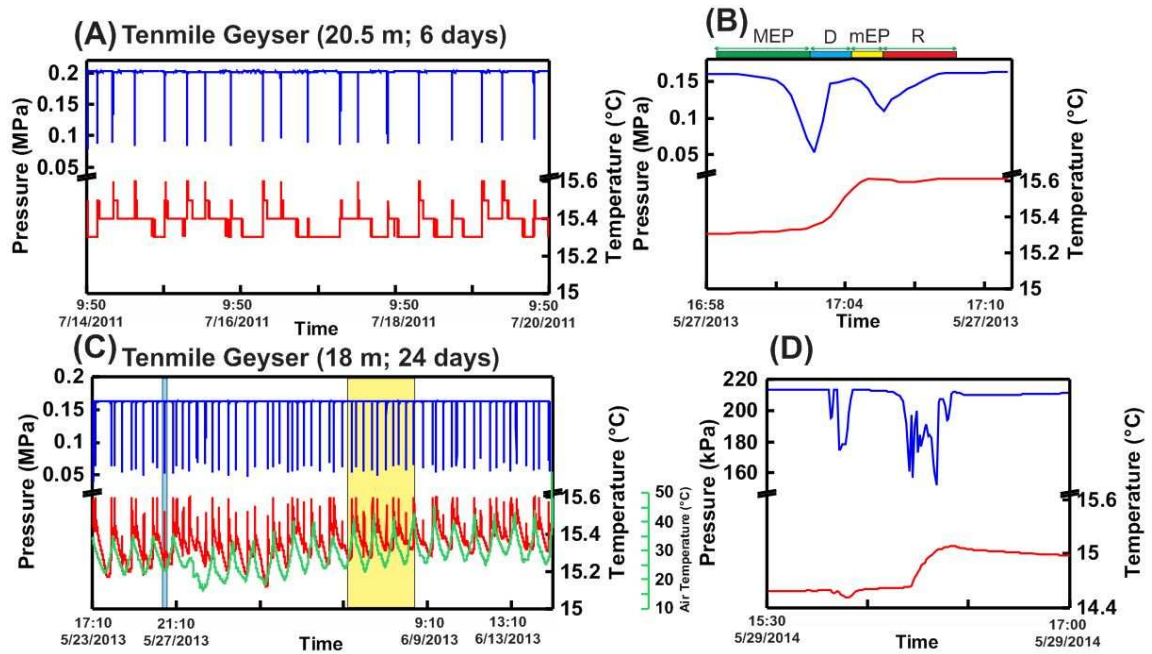 (A) Tenmile Geyser (20.5 m; 6 days)
0.2
0.15
0.1
0.05
Pressure (MPa)
15.6
15.4
15.2
15
Temperature (°C)
9:50 9:50 9:50 9:50
7/14/2011 7/16/2011 7/18/2011 7/20/2011
Time
(B)
MEP D mEP R
0.15
0.1
0.05
Pressure (MPa)
15.6
15.4
15.2
15
Temperature (°C)
16:58 17:04 17:10
5/27/2013 5/27/2013
Time
(C) Tenmile Geyser (18 m; 24 days)
0.2
0.15
0.1
0.05
Pressure (MPa)
15.6
15.4
15.2
15
Temperature (°C)
50
40
30
20
10
Air Temperature (°C)
17:10 21:10 9:10 13:10
5/23/2013 5/27/2013 6/9/2013 6/13/2013
Time
(D)
220
200
180
160
Pressure (kPa)
15.6
15
14.4
Temperature (°C)
15:30 17:00
5/29/2014 5/29/2014
Time